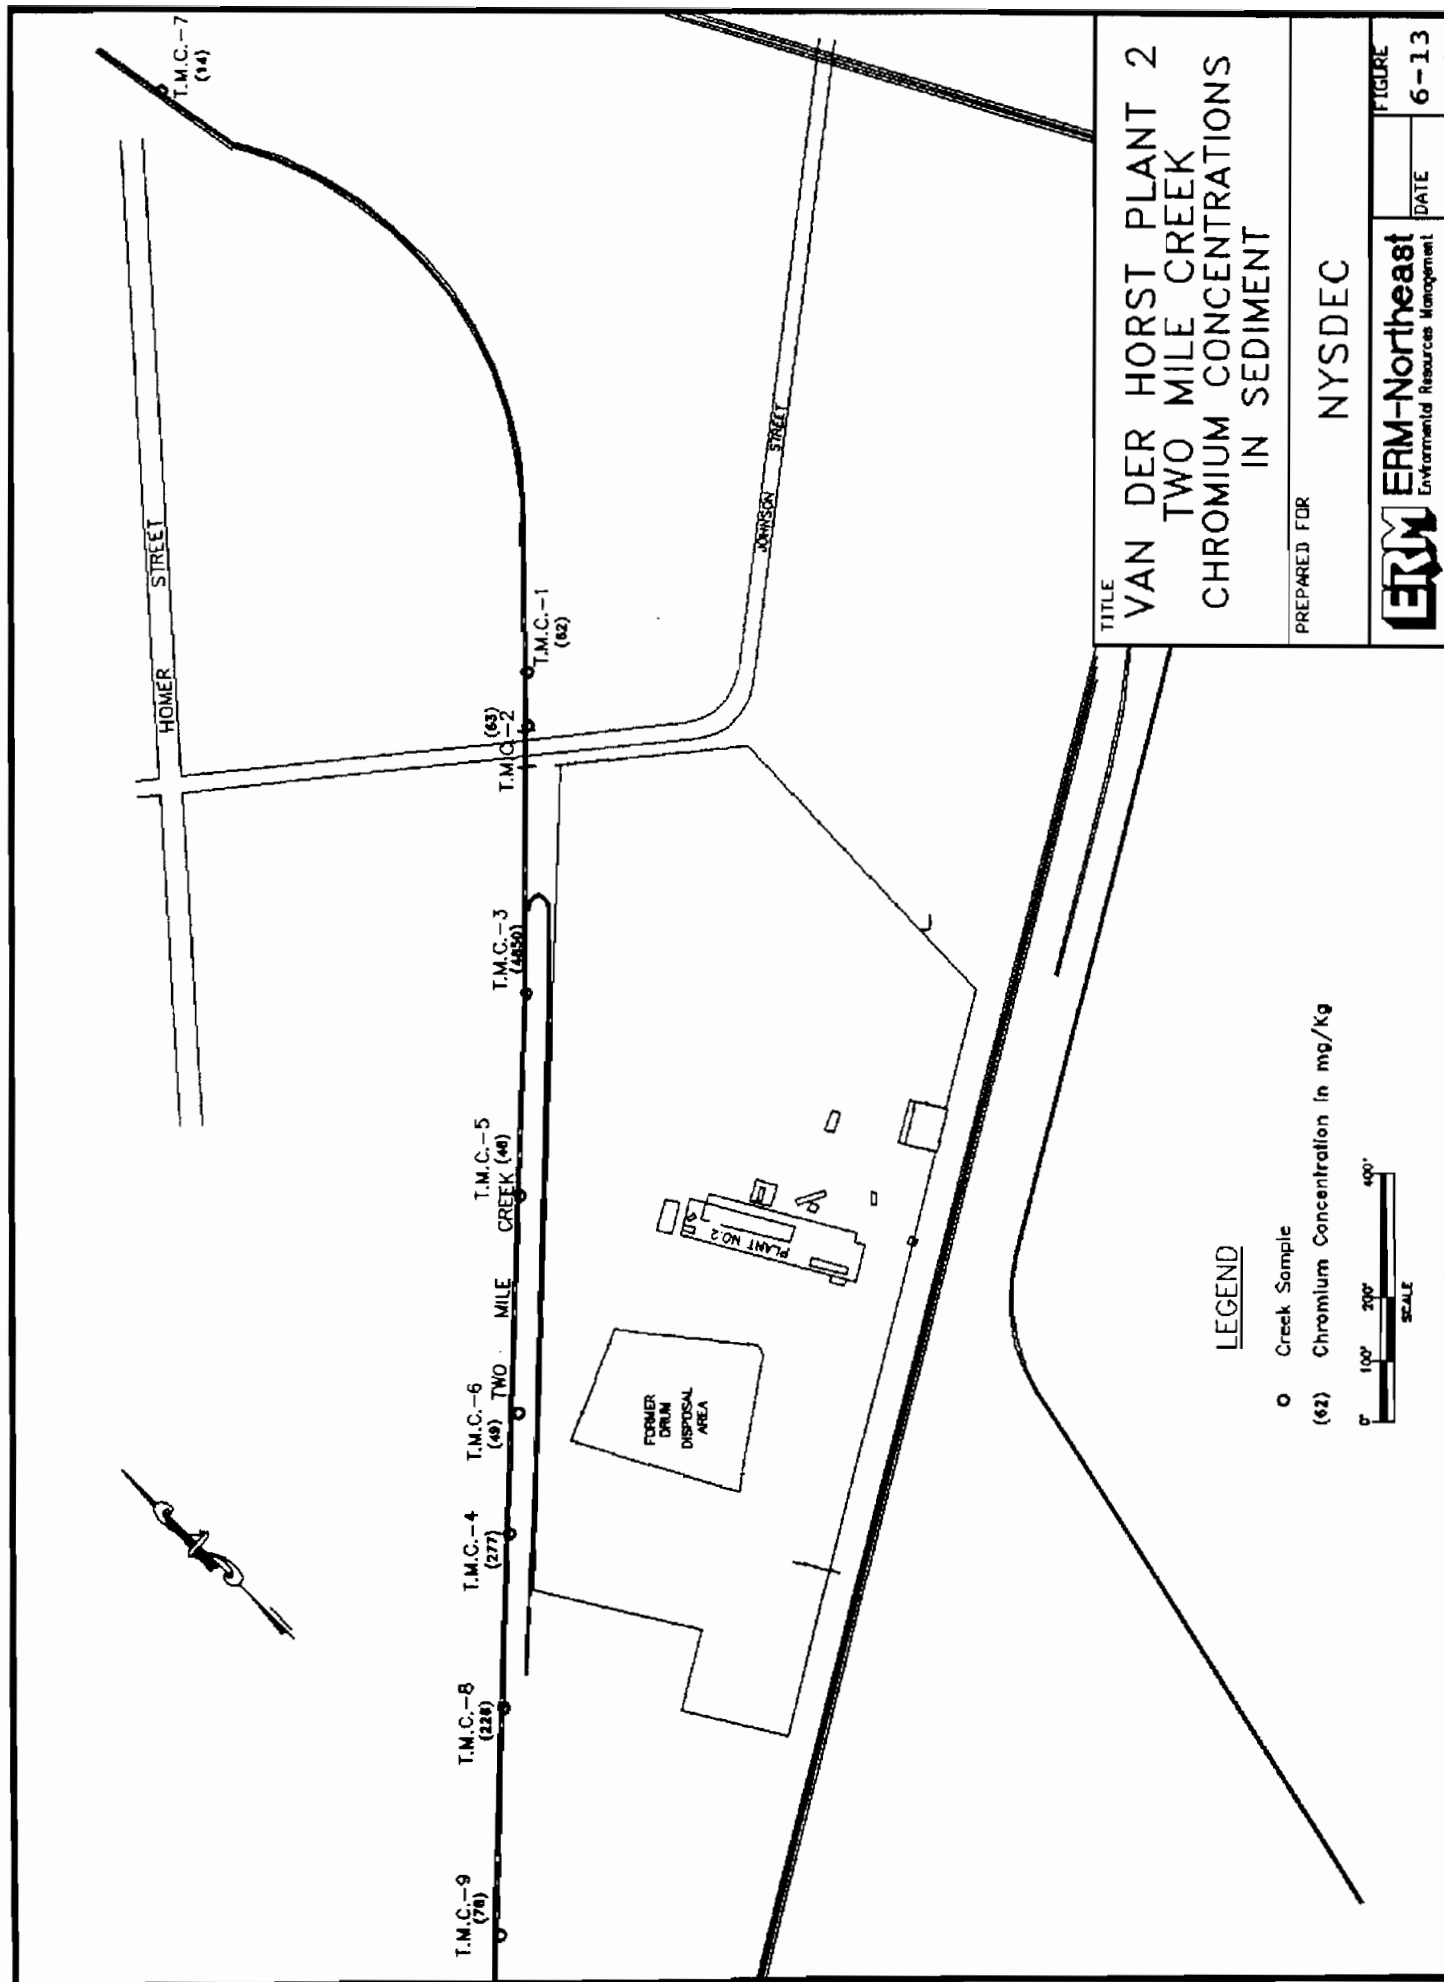 T.M.C.-9
(78)
T.M.C.-8
T.M.C.-4
(277)
T.M.C.-6
(49)
TWO MILE CREEK
T.M.C.-5
(48)
T.M.C.-3
T.M.C.-2
(63)
T.M.C.-1
(62)
T.M.C.-7
(14)
HOMER STREET
JOHNSON STREET
FORMER
DRUM
DISPOSAL
AREA
PLANT NO.2
LEGEND
Creek Sample
(62) Chromium Concentration in mg/Kg
0' 100' 200' 400'
SCALE
TITLE
VAN DER HORST PLANT 2
TWO MILE CREEK
CHROMIUM CONCENTRATIONS
IN SEDIMENT
PREPARED FOR
NYSDEC
ERM
ERM-Northeast
Environmental Resources Management
DATE
FIGURE
6-13